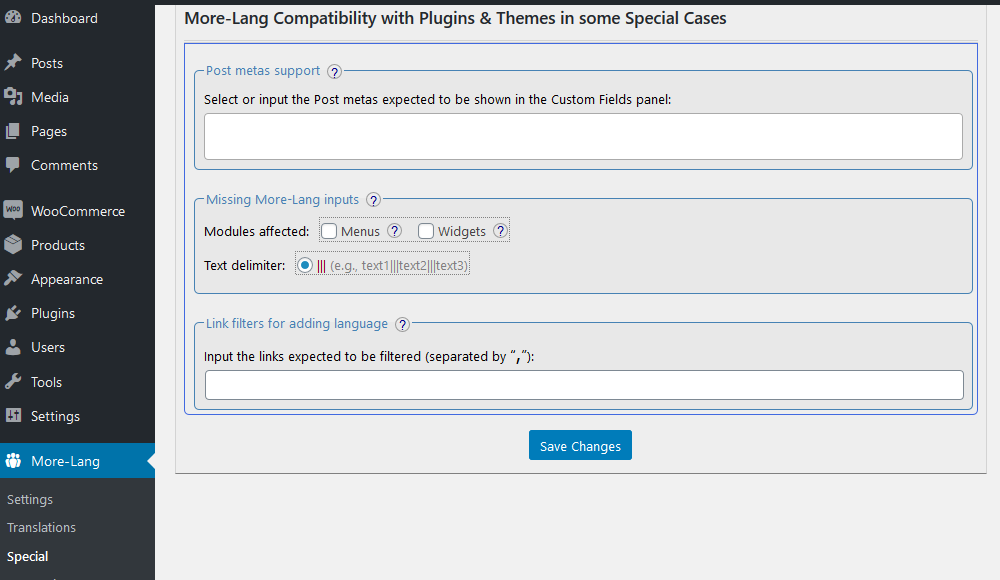 Dashboard
Posts
Media
Pages
Comments
WooCommerce
Products
Appearance
Plugins
Users
Tools
Settings
More-Lang
Settings
Translations
Special
More-Lang Compatibility with Plugins & Themes in some Special Cases
Post metas support ?
Select or input the Post metas expected to be shown in the Custom Fields panel:
Missing More-Lang inputs ?
Modules affected: Menus ? Widgets ?
Text delimiter: ||| (e.g., text1|||text2|||text3)
Link filters for adding language ?
Input the links expected to be filtered (separated by “,”):
Save Changes